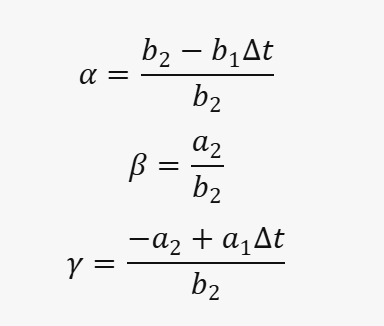 α = (b₂ − b₁Δt) / b₂
β = a₂ / b₂
γ = (−a₂ + a₁Δt) / b₂